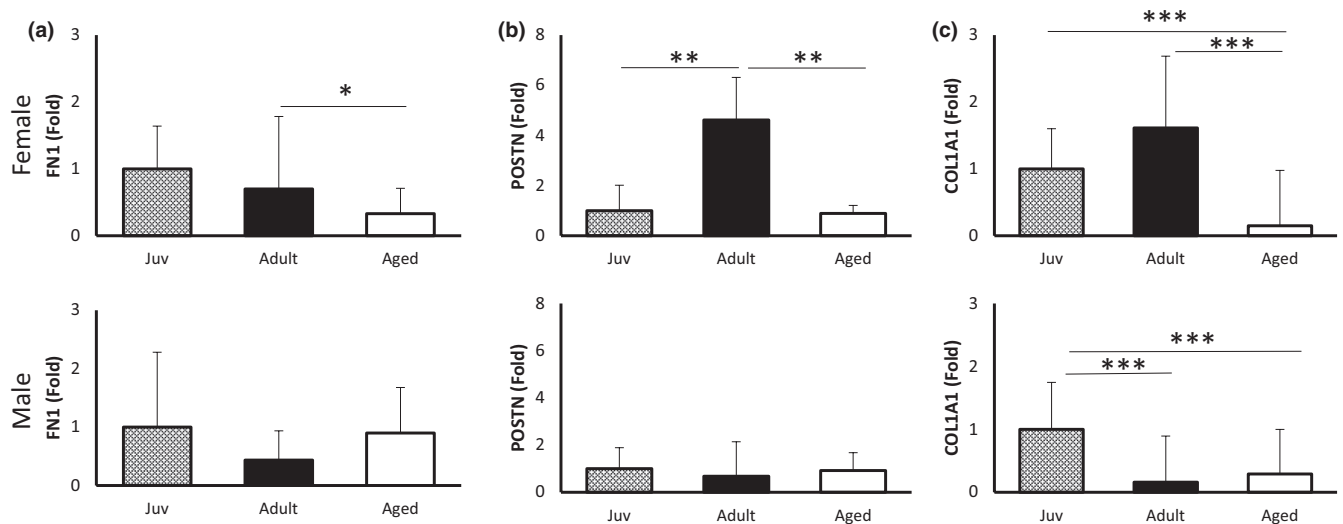 (a)
Female
FN1 (Fold)
3
2
1
0
*
Juv Adult Aged
(b)
POSTN (Fold)
8
6
4
2
0
** **
Juv Adult Aged
(c)
COL1A1 (Fold)
3
2
1
0
***
***
Juv Adult Aged
Male
FN1 (Fold)
3
2
1
0
Juv Adult Aged
POSTN (Fold)
8
6
4
2
0
Juv Adult Aged
COL1A1 (Fold)
3
2
1
0
***
***
Juv Adult Aged